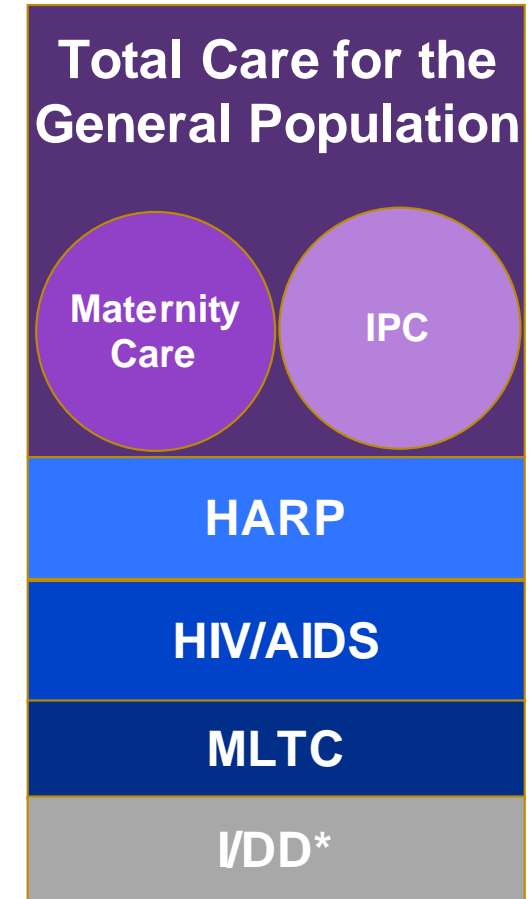 Total Care for the
General Population
Maternity
Care
IPC
HARP
HIV/AIDS
MLTC
I/DD*